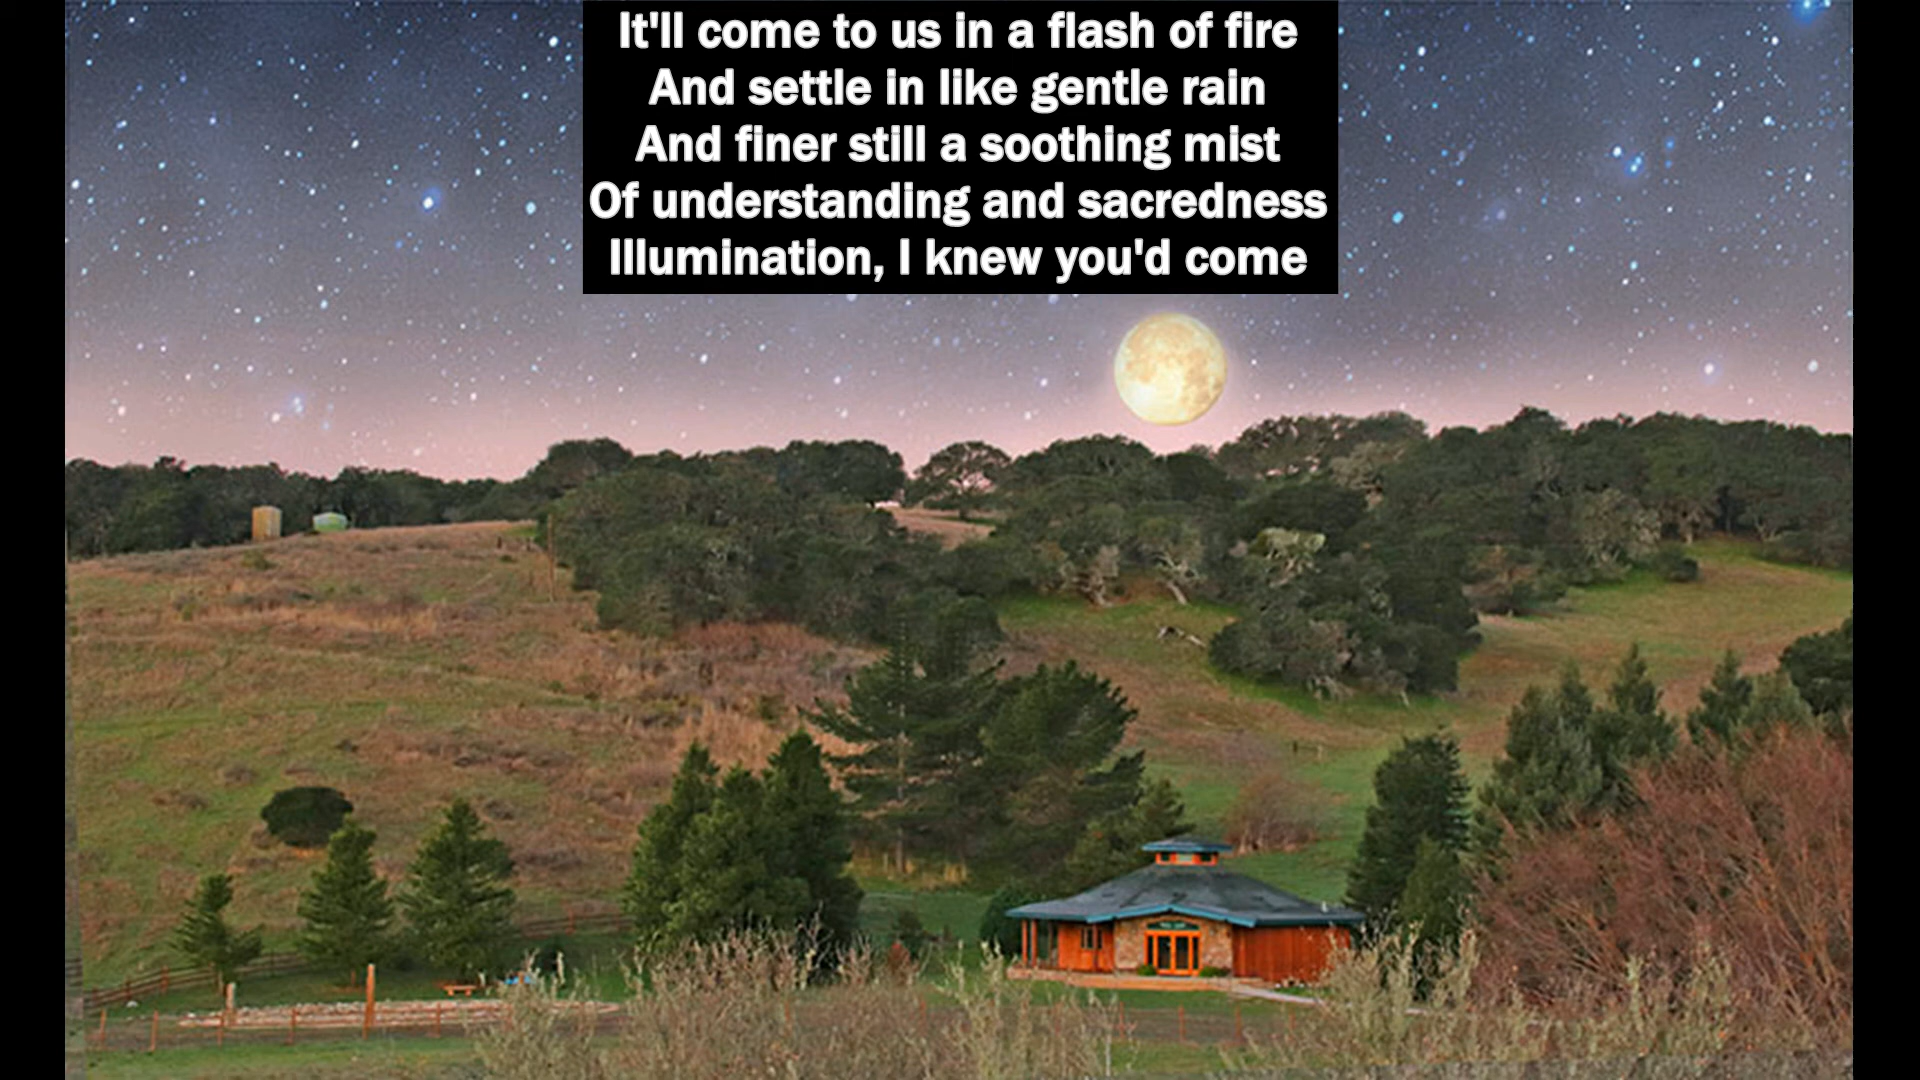 It'll come to us in a flash of fire
And settle in like gentle rain
And finer still a soothing mist
Of understanding and sacredness
Illumination, I knew you'd come